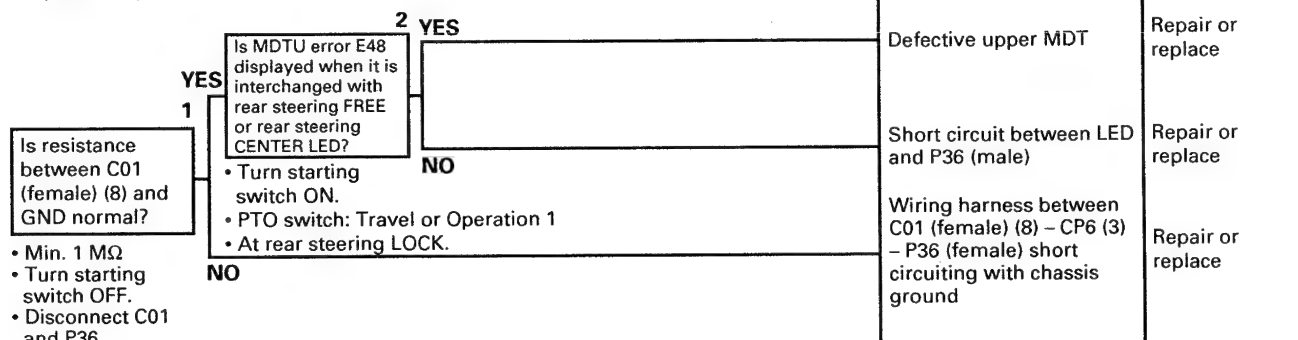 2 YES
Is MDTU error E48
displayed when it is
interchanged with
rear steering FREE
or rear steering
CENTER LED?
YES
1
Is resistance
between C01
(female) (8) and
GND normal?
• Min. 1 MΩ
• Turn starting
switch OFF.
• Disconnect C01
and P36
NO
• Turn starting
switch ON.
• PTO switch: Travel or Operation 1
• At rear steering LOCK.
NO
Defective upper MDT
Repair or
replace
Short circuit between LED
and P36 (male)
Repair or
replace
Wiring harness between
C01 (female) (8) – CP6 (3)
– P36 (female) short
circuiting with chassis
ground
Repair or
replace